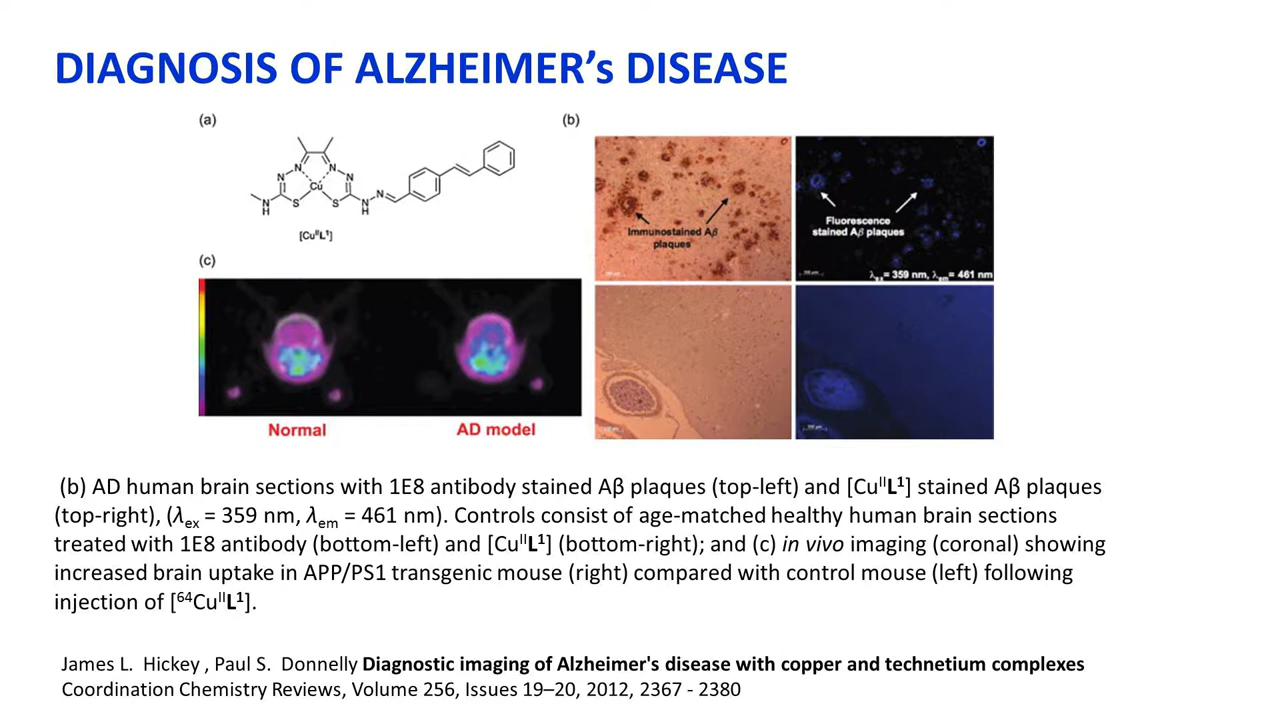 DIAGNOSIS OF ALZHEIMER’s DISEASE
(a)
N
N
N
N
Cu
N
H
S
S
N
H
N
[CuᴵᴵL¹]
(b)
Immunostained Aβ
plaques
Fluorescence
stained Aβ plaques
λex= 359 nm, λem= 461 nm
(c)
Normal
AD model
(b) AD human brain sections with 1E8 antibody stained Aβ plaques (top-left) and [CuᴵᴵL¹] stained Aβ plaques
(top-right), (λex = 359 nm, λem = 461 nm). Controls consist of age-matched healthy human brain sections
treated with 1E8 antibody (bottom-left) and [CuᴵᴵL¹] (bottom-right); and (c) in vivo imaging (coronal) showing
increased brain uptake in APP/PS1 transgenic mouse (right) compared with control mouse (left) following
injection of [⁶⁴CuᴵᴵL¹].
James L. Hickey , Paul S. Donnelly Diagnostic imaging of Alzheimer's disease with copper and technetium complexes
Coordination Chemistry Reviews, Volume 256, Issues 19–20, 2012, 2367 - 2380